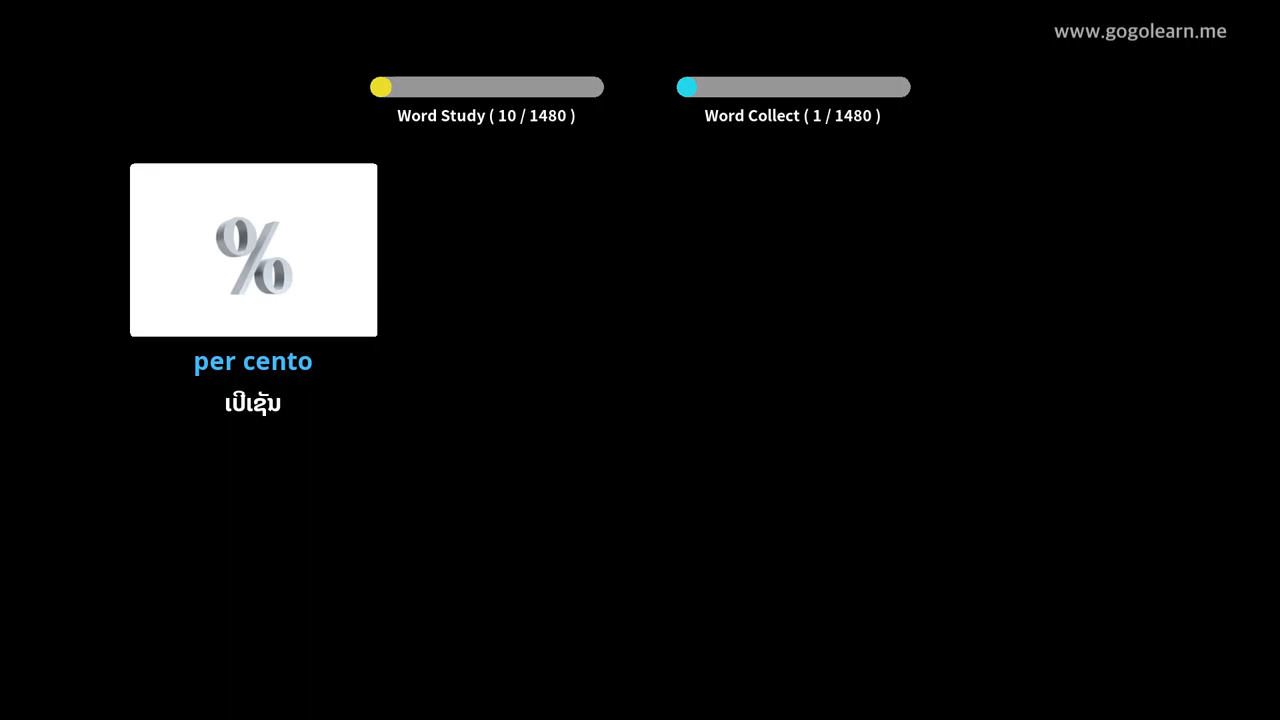 www.gogolearn.me
Word Study ( 10 / 1480 )
Word Collect ( 1 / 1480 )
%
per cento
ເປີເຊັນ